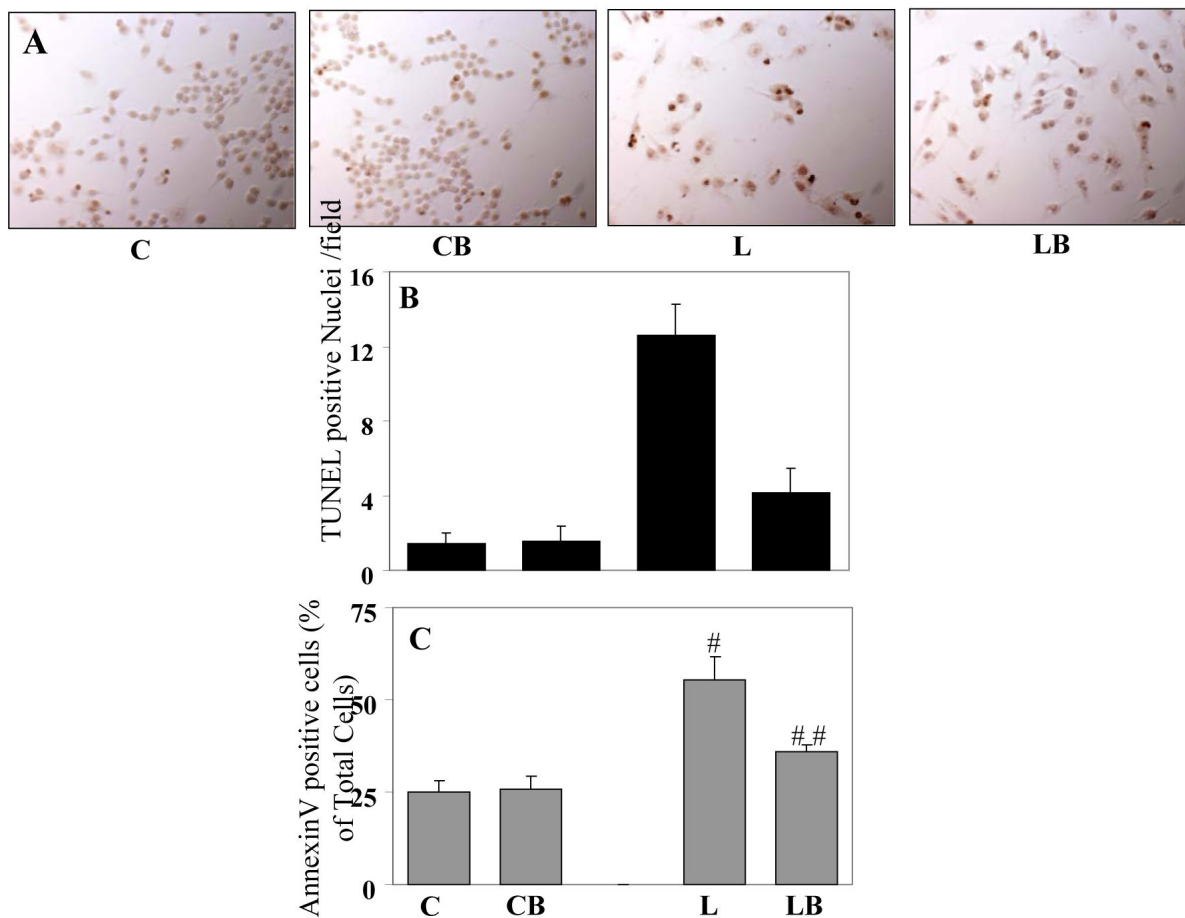 A
C
CB
L
LB
TUNEL positive Nuclei /field
16
12
8
4
0
B
AnnexinV positive cells (%
of Total Cells)
75
50
25
0
C
#
# #
C
CB
L
LB